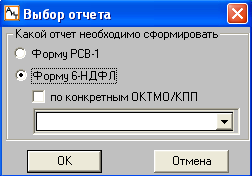 Выбор отчета
Какой отчет необходимо сформировать
Форму РСВ-1
Форму 6-НДФЛ
по конкретным ОКТМО/КПП
OK
Отмена